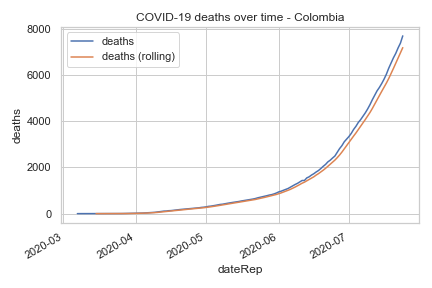 COVID-19 deaths over time - Colombia
deaths
deaths (rolling)
8000
6000
4000
2000
0
deaths
2020-03
2020-04
2020-05
2020-06
2020-07
dateRep